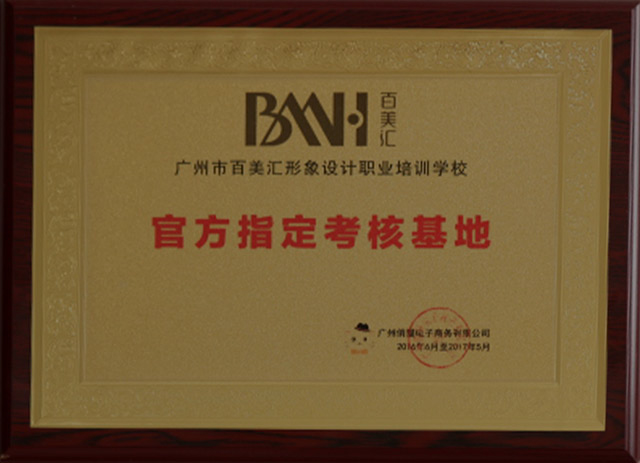 BMH
百美汇
广州市百美汇形象设计职业培训学校
官方指定考核基地
广州俏猫电子商务有限公司
2016年6月至2017年5月